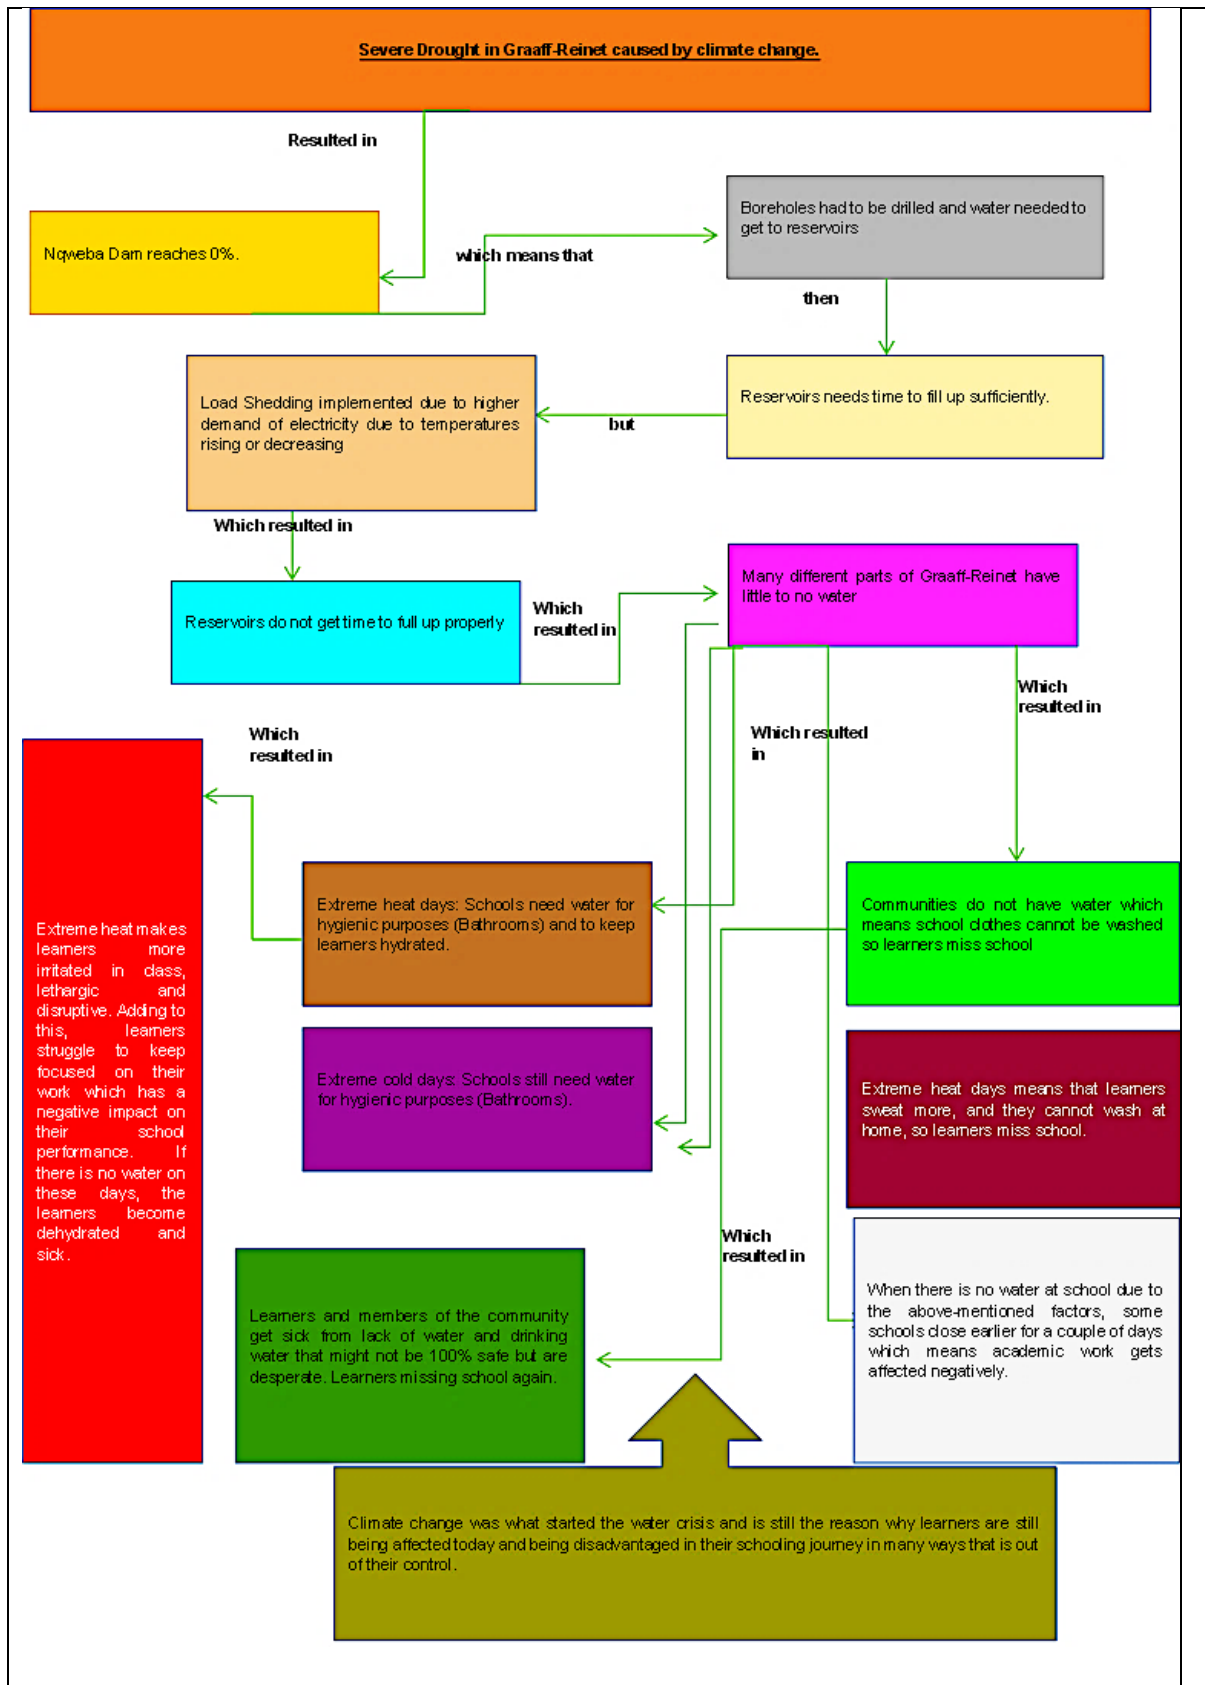 Severe Drought in Graaff-Reinet caused by climate change.
Resulted in
Boreholes had to be drilled and water needed to
get to reservoirs
Nqweba Dam reaches 0%.
which means that
then
Load Shedding implemented due to higher
demand of electricity due to temperatures
rising or decreasing
but
Reservoirs needs time to fill up sufficiently.
Which resulted in
Many different parts of Graaff-Reinet have
little to no water
Reservoirs do not get time to full up properly
Which
resulted in
Which
resulted in
Which
resulted in
Which resulted
in
Extreme heat makes
learners more
irritated in class,
lethargic and
disruptive. Adding to
this, learners
struggle to keep
focused on their
work which has a
negative impact on
their school
performance. If
there is no water on
these days, the
learners become
dehydrated and
sick.
Extreme heat days: Schools need water for
hygienic purposes (Bathrooms) and to keep
learners hydrated.
Communities do not have water which
means school clothes cannot be washed
so learners miss school
Extreme cold days: Schools still need water
for hygienic purposes (Bathrooms).
Extreme heat days means that learners
sweat more, and they cannot wash at
home, so learners miss school.
Which
resulted in
Learners and members of the community
get sick from lack of water and drinking
water that might not be 100% safe but are
desperate. Learners missing school again.
When there is no water at school due to
the above-mentioned factors, some
schools close earlier for a couple of days
which means academic work gets
affected negatively.
Climate change was what started the water crisis and is still the reason why learners are still
being affected today and being disadvantaged in their schooling journey in many ways that is out
of their control.